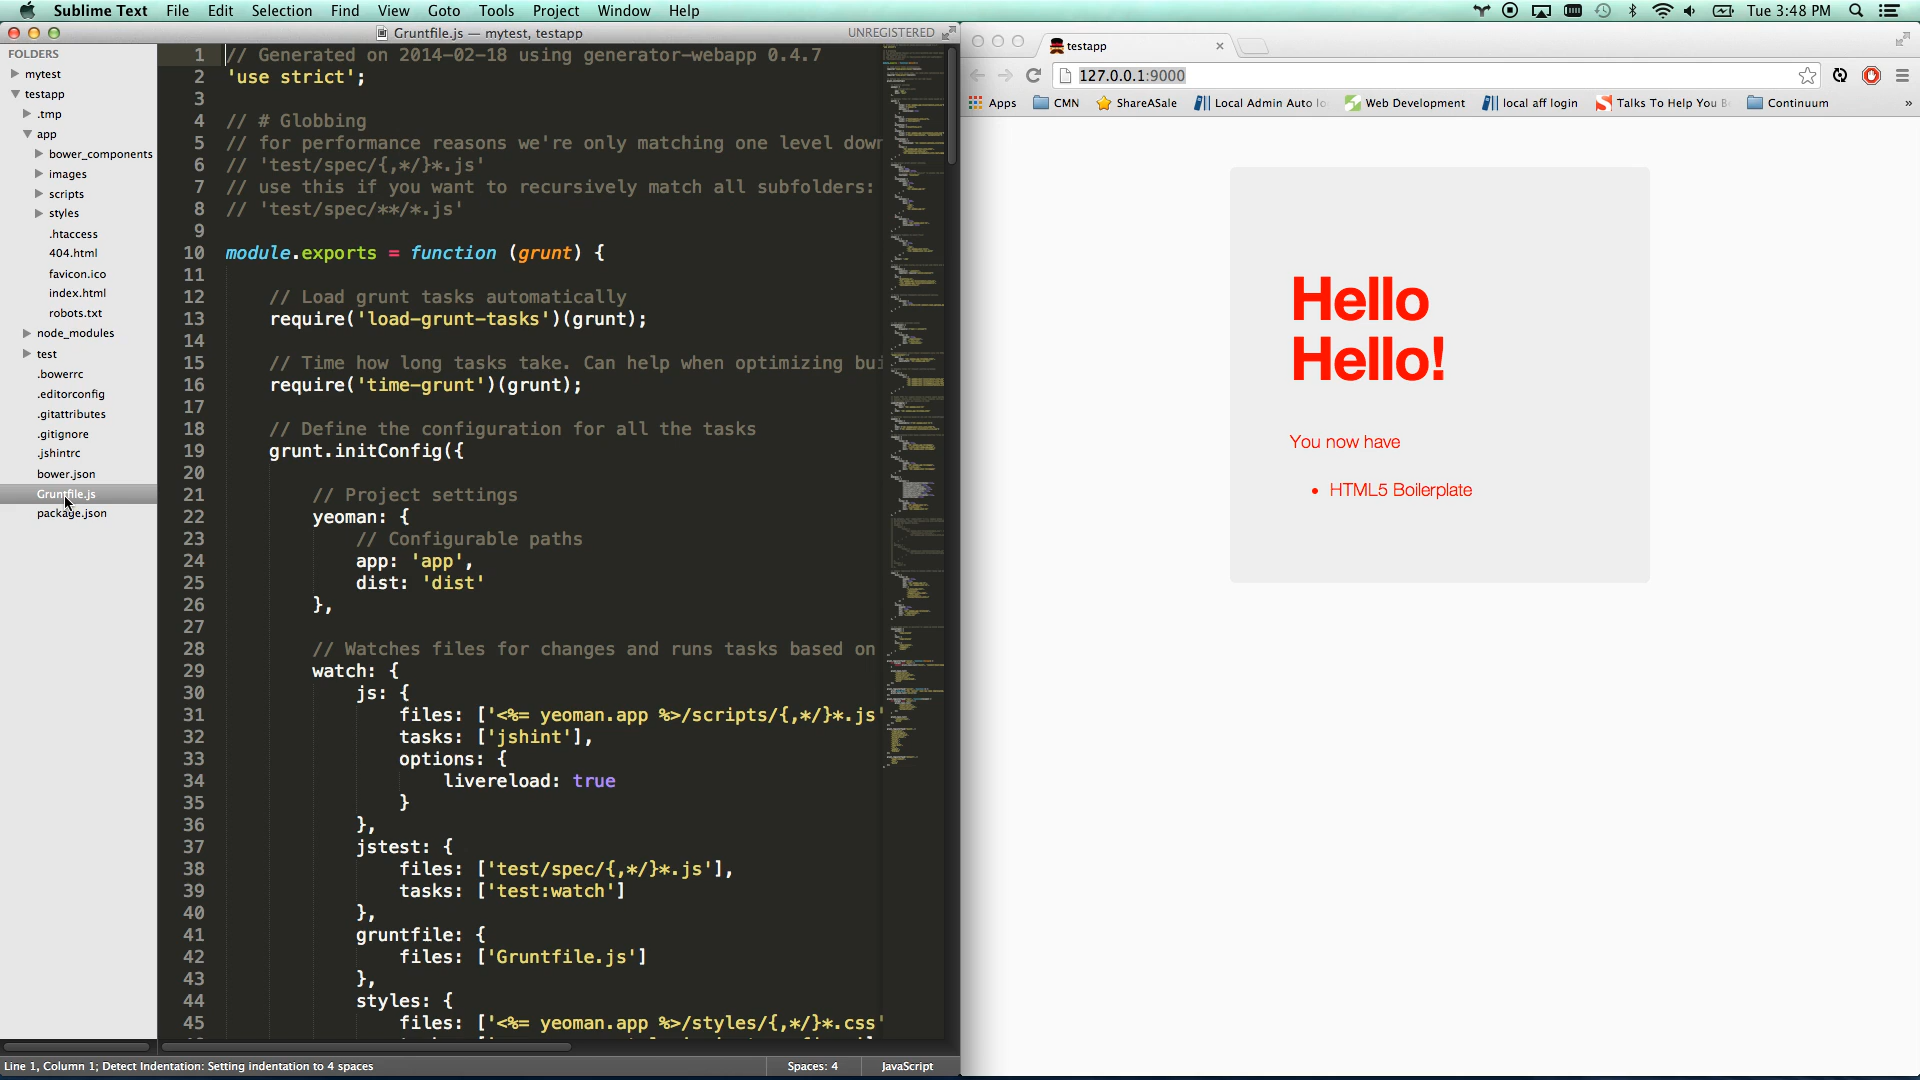 Sublime Text File Edit Selection Find View Goto Tools Project Window Help
Tue 3:48 PM
Gruntfile.js — mytest, testapp
UNREGISTERED
FOLDERS
mytest
testapp
.tmp
app
bower_components
images
scripts
styles
.htaccess
404.html
favicon.ico
index.html
robots.txt
node_modules
test
.bowerrc
.editorconfig
.gitattributes
.gitignore
.jshintrc
bower.json
Gruntfile.js
package.json
1 // Generated on 2014-02-18 using generator-webapp 0.4.7
2 'use strict';
3
4 // # Globbing
5 // for performance reasons we're only matching one level down
6 // 'test/spec/{,*/}*.js'
7 // use this if you want to recursively match all subfolders:
8 // 'test/spec/**/*.js'
9
10 module.exports = function (grunt) {
11
12 // Load grunt tasks automatically
13 require('load-grunt-tasks')(grunt);
14
15 // Time how long tasks take. Can help when optimizing bui
16 require('time-grunt')(grunt);
17
18 // Define the configuration for all the tasks
19 grunt.initConfig({
20
21 // Project settings
22 yeoman: {
23 // Configurable paths
24 app: 'app',
25 dist: 'dist'
26 },
27
28 // Watches files for changes and runs tasks based on
29 watch: {
30 js: {
31 files: ['<%= yeoman.app %>/scripts/{,*/}*.js'
32 tasks: ['jshint'],
33 options: {
34 livereload: true
35 }
36 },
37 jstest: {
38 files: ['test/spec/{,*/}*.js'],
39 tasks: ['test:watch']
40 },
41 gruntfile: {
42 files: ['Gruntfile.js']
43 },
44 styles: {
45 files: ['<%= yeoman.app %>/styles/{,*/}*.css'
Line 1, Column 1; Detect Indentation: Setting indentation to 4 spaces
Spaces: 4
JavaScript
testapp
127.0.0.1:9000
Apps CMN ShareASale Local Admin Auto lo Web Development local aff login Talks To Help You B Continuum »
Hello
Hello!
You now have
• HTML5 Boilerplate